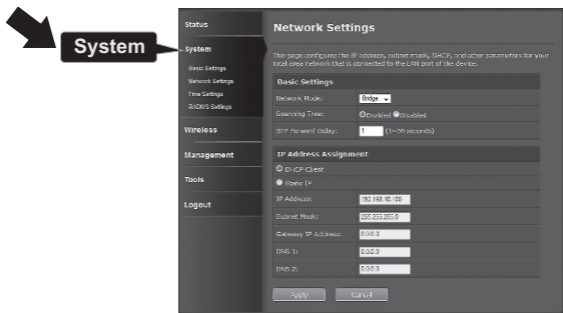 System
Status
System
Basic Settings
Network Settings
Time Settings
RADIUS Settings
Wireless
Management
Tools
Logout
Network Settings
This page configure the IP address, subnet mask, DHCP, and other parameters for your
local area network that is connected to the LAN port of the device.
Basic Settings
Network Mode: Bridge
Spanning Tree: Enabled Disabled
STP Forward Delay: 1 (1~30 seconds)
IP Address Assignment
DHCP Client
Static IP
IP Address: 192.168.10.100
Subnet Mask: 255.255.255.0
Gateway IP Address: 0.0.0.0
DNS 1: 0.0.0.0
DNS 2: 0.0.0.0
Apply Cancel